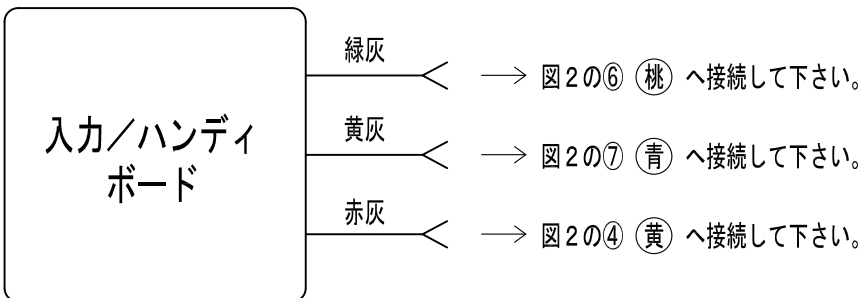 緑灰
図2の⑥ 桃 へ接続して下さい。
入力／ハンディ
ボード
黄灰
図2の⑦ 青 へ接続して下さい。
赤灰
図2の④ 黄 へ接続して下さい。